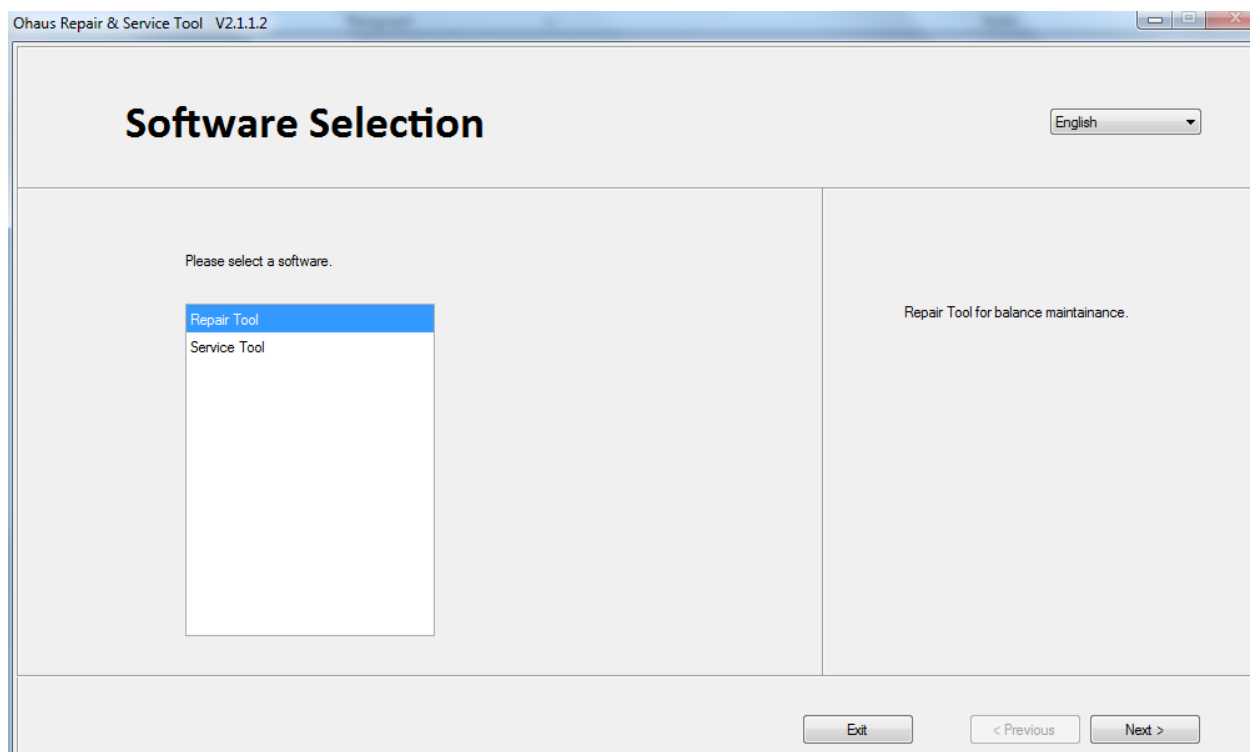 Ohaus Repair & Service Tool V2.1.1.2
Software Selection
English
Please select a software.
Repair Tool
Service Tool
Repair Tool for balance maintainance.
Exit
< Previous
Next >